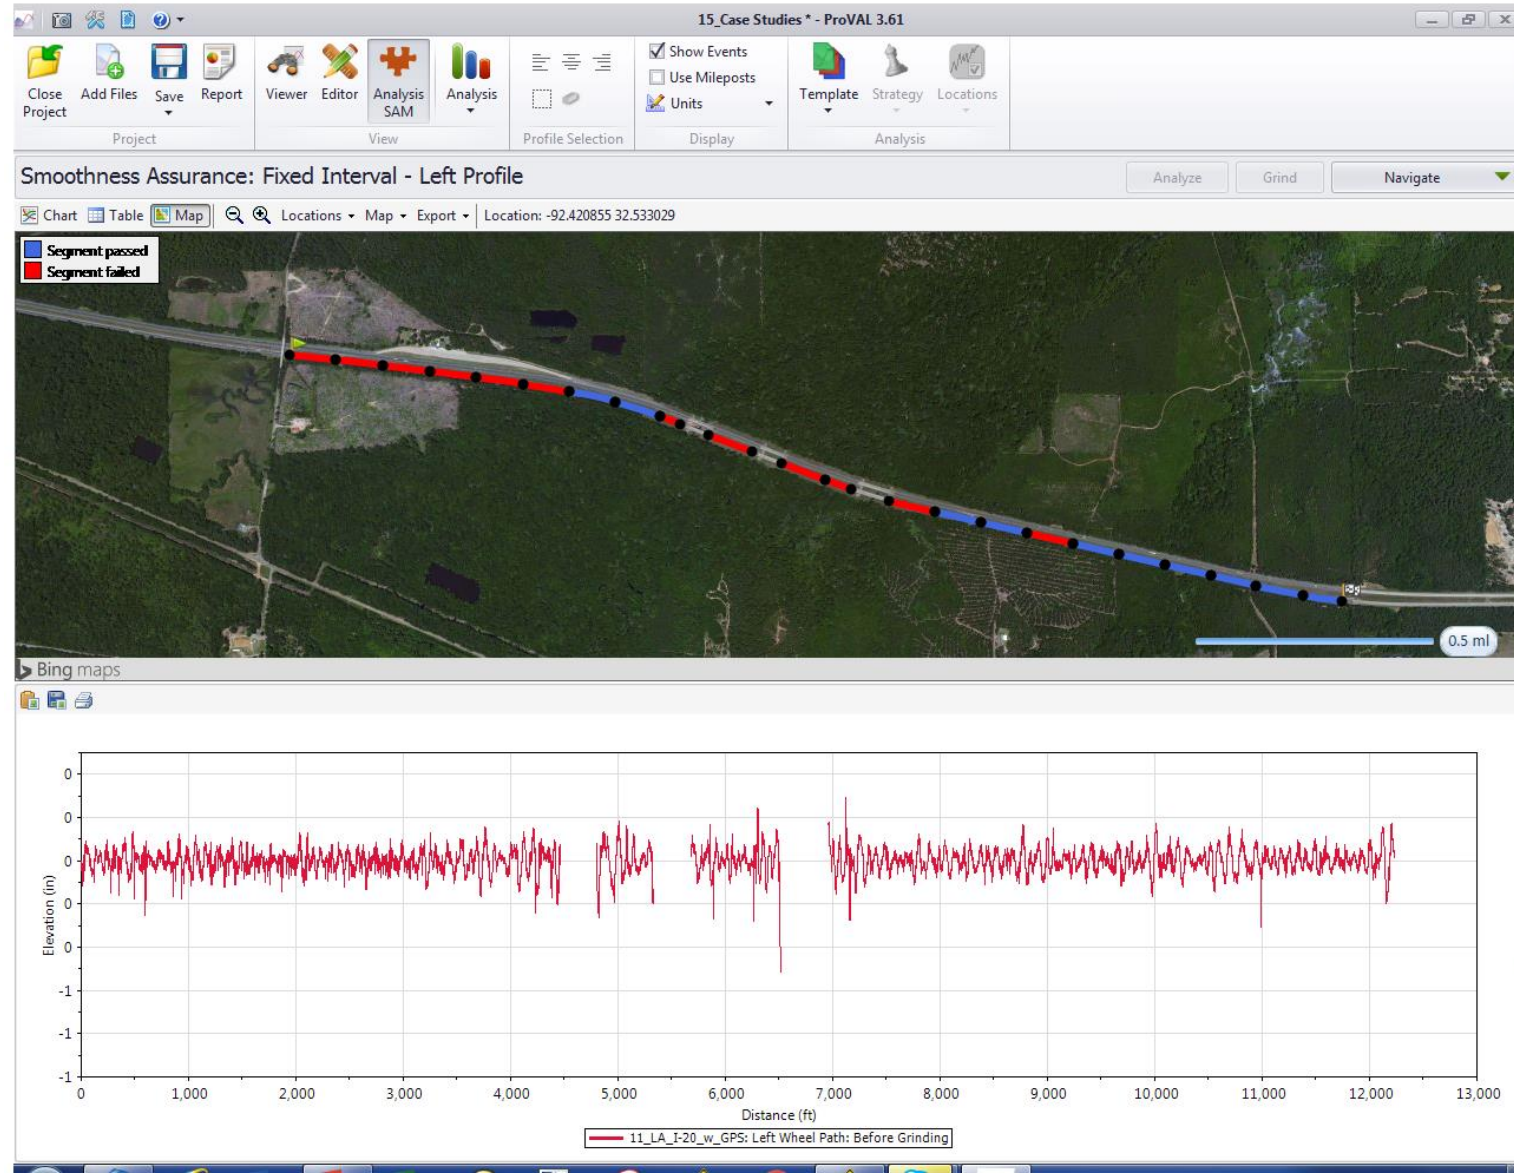 15_Case Studies * - ProVAL 3.61
Close Project
Add Files
Save
Report
Project
Viewer
Editor
Analysis SAM
Analysis
View
Profile Selection
Show Events
Use Mileposts
Units
Display
Template
Strategy
Locations
Analysis
Smoothness Assurance: Fixed Interval - Left Profile
Analyze
Grind
Navigate
Chart Table Map Locations Map Export Location: -92.420855 32.533029
Segment passed
Segment failed
0.5 ml
Bing maps
0
0
0
0
0
-1
-1
-1
Elevation (in)
0 1,000 2,000 3,000 4,000 5,000 6,000 7,000 8,000 9,000 10,000 11,000 12,000 13,000
Distance (ft)
11_LA_I-20_w_GPS: Left Wheel Path: Before Grinding